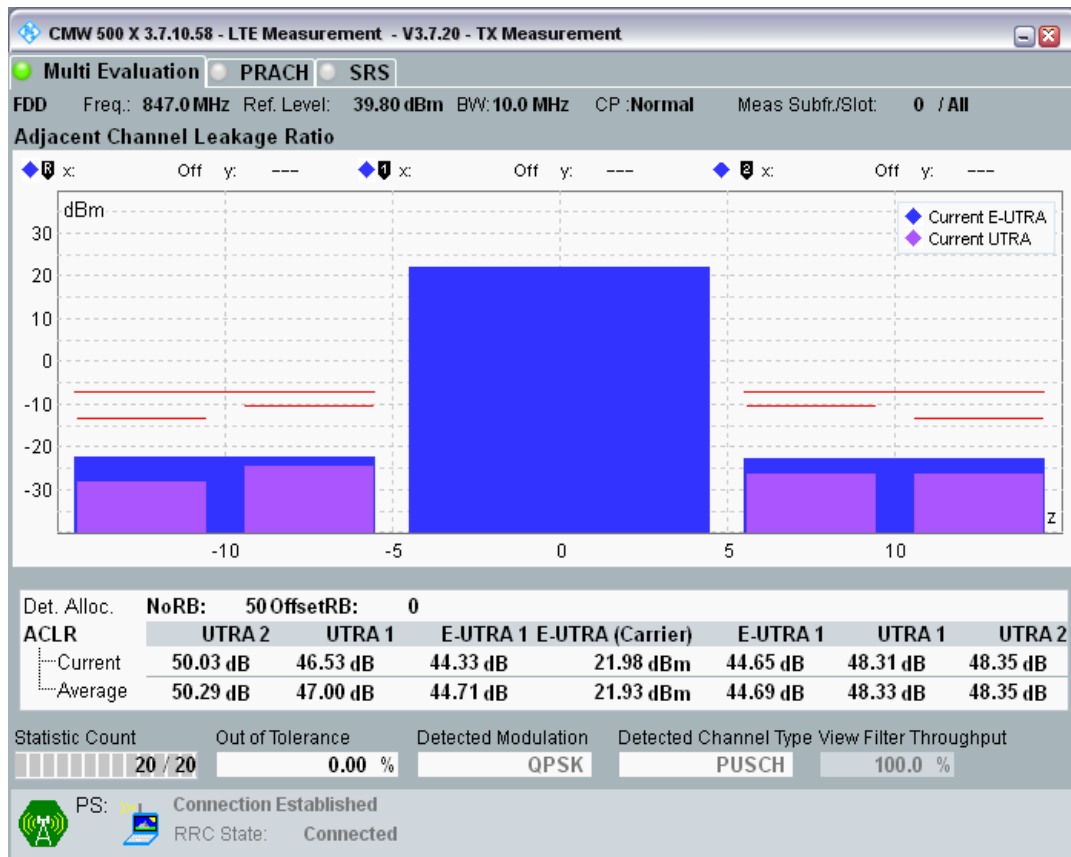 CMW 500 X 3.7.10.58 - LTE Measurement - V3.7.20 - TX Measurement
Multi Evaluation PRACH SRS
FDD Freq.: 847.0 MHz Ref. Level: 39.80 dBm BW: 10.0 MHz CP :Normal Meas Subfr./Slot: 0 / All
Adjacent Channel Leakage Ratio
R x: Off y: --- 1 x: Off y: --- 2 x: Off y: ---
dBm
Current E-UTRA
Current UTRA
30
20
10
0
-10
-20
-30
z
-10 -5 0 5 10
Det. Alloc. NoRB: 50 OffsetRB: 0
ACLR UTRA 2 UTRA 1 E-UTRA 1 E-UTRA (Carrier) E-UTRA 1 UTRA 1 UTRA 2
Current 50.03 dB 46.53 dB 44.33 dB 21.98 dBm 44.65 dB 48.31 dB 48.35 dB
Average 50.29 dB 47.00 dB 44.71 dB 21.93 dBm 44.69 dB 48.33 dB 48.35 dB
Statistic Count Out of Tolerance Detected Modulation Detected Channel Type View Filter Throughput
20 / 20 0.00 % QPSK PUSCH 100.0 %
PS: Connection Established
RRC State: Connected